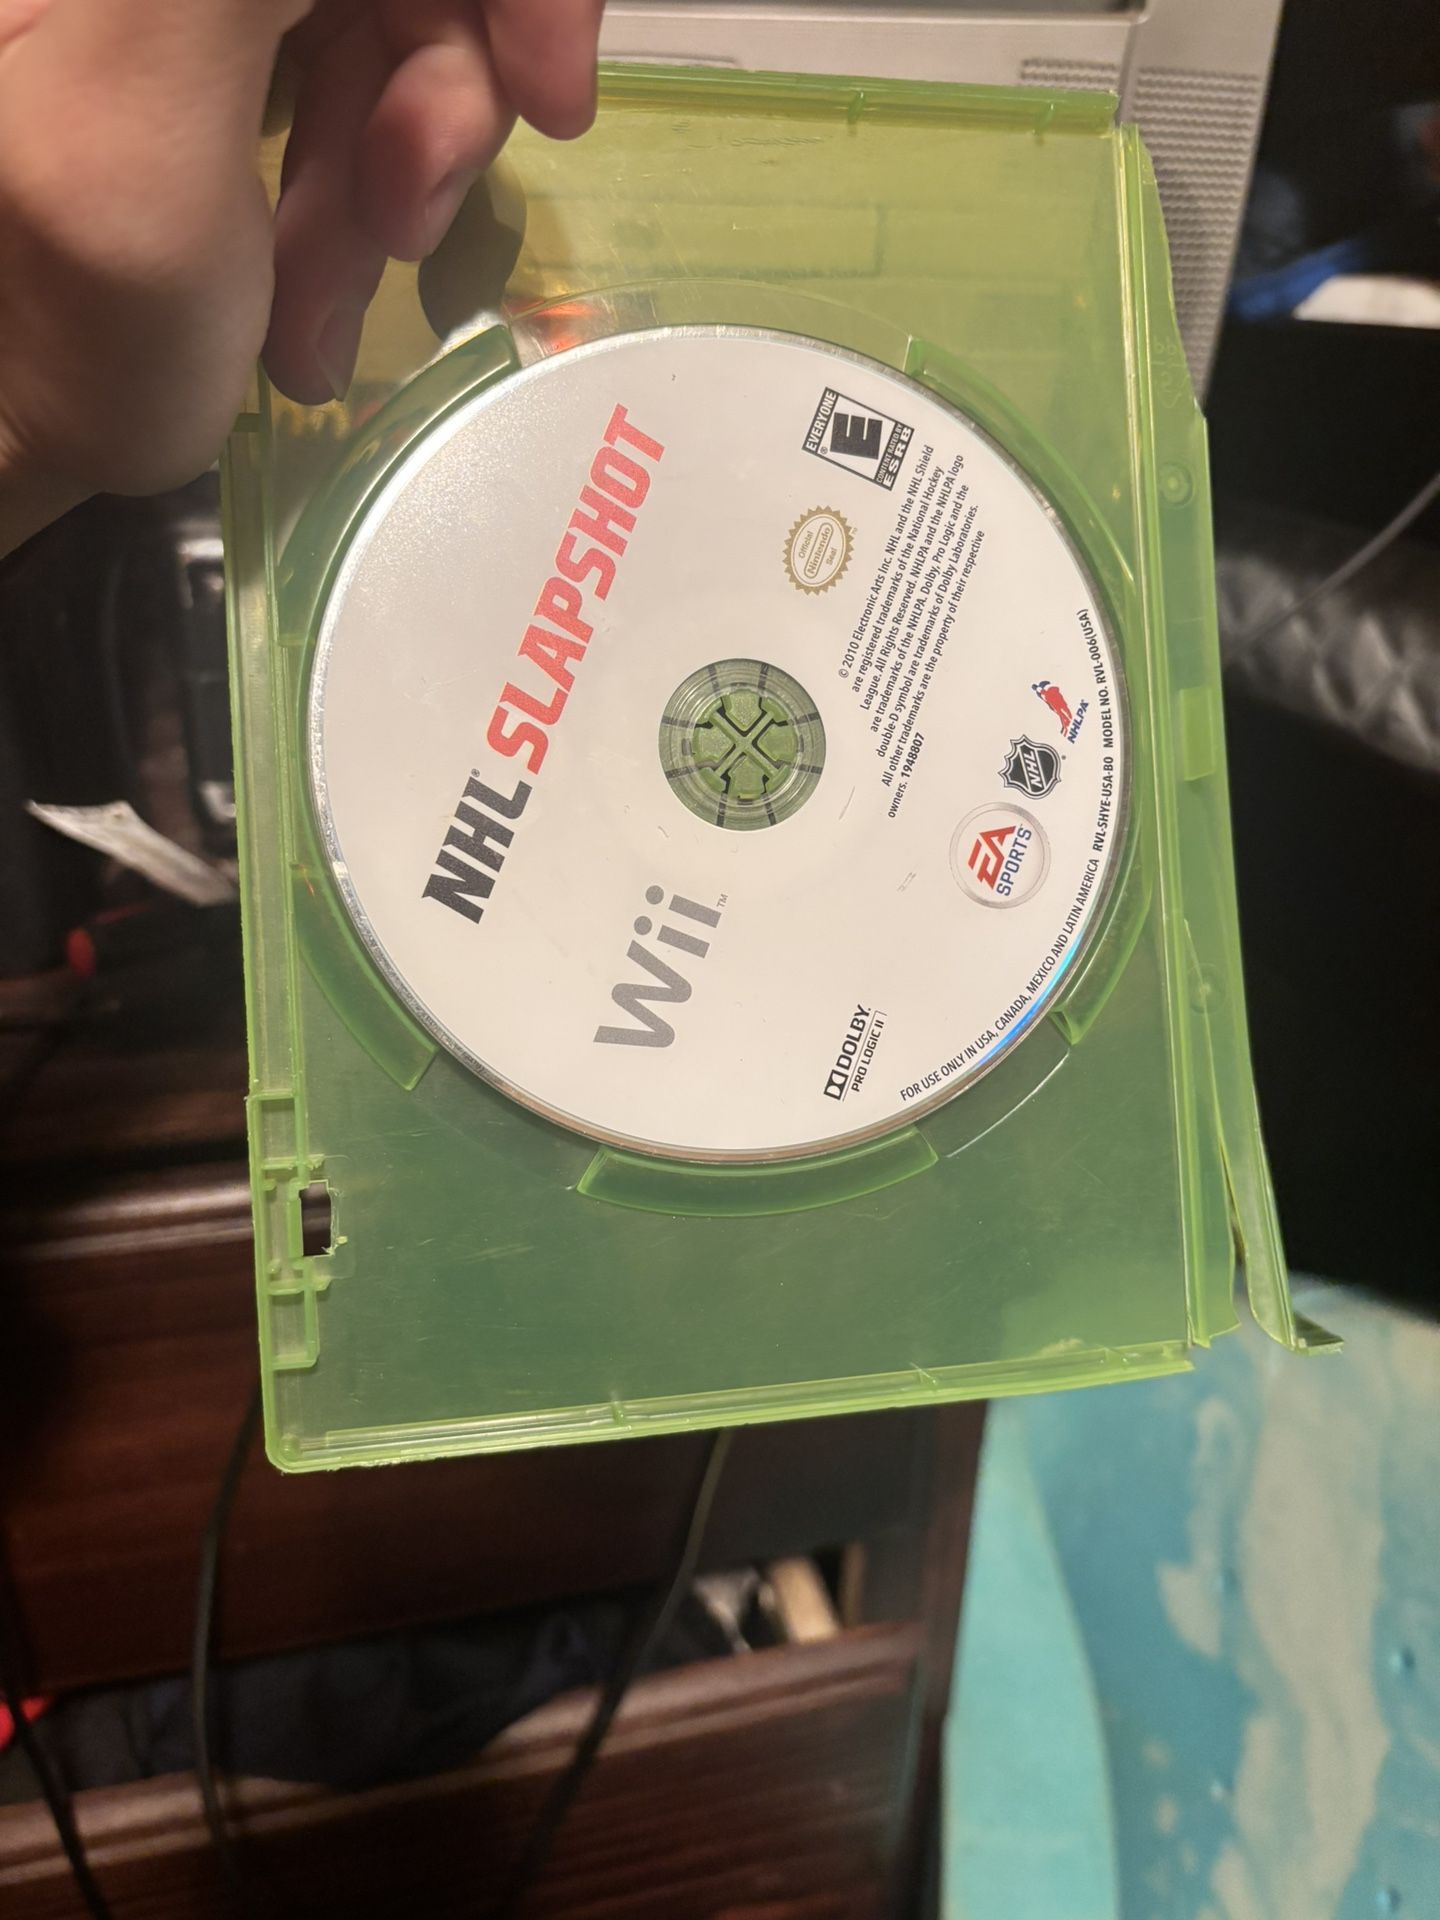 NHL® SLAPSHOT
Wii™
EVERYONE
E
®
CONTENT RATED BY
ESRB
Official
Nintendo
Seal
™
© 2010 Electronic Arts Inc. NHL and the NHL Shield
are registered trademarks of the National Hockey
League. All Rights Reserved. NHLPA and the NHLPA logo
are trademarks of the NHLPA. Dolby, Pro Logic and the
double-D symbol are trademarks of Dolby Laboratories.
All other trademarks are the property of their respective
owners. 1948807
DOLBY
PRO LOGIC II
EA
SPORTS™
NHL®
NHLPA®
FOR USE ONLY IN USA, CANADA, MEXICO AND LATIN AMERICA RVL-SHYE-USA-B0 MODEL NO. RVL-006(USA)